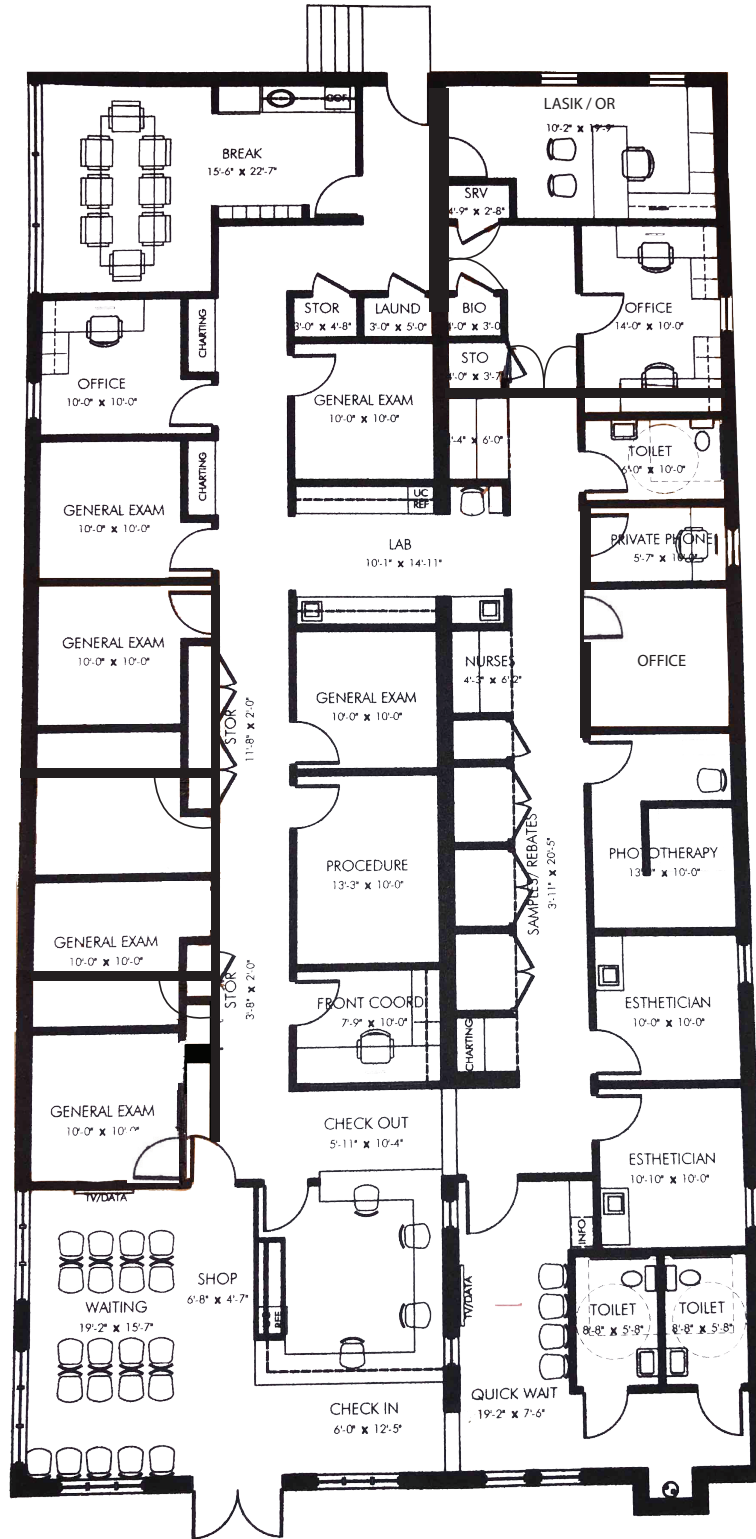 LASIK / OR
10'-2" x 19'-9"
BREAK
15'-6" x 22'-7"
SRV
4'-9" x 2'-8"
STOR
3'-0" x 4'-8"
LAUND
3'-0" x 5'-0"
BIO
OFFICE
14'-0" x 10'-0"
CHARTING
OFFICE
10'-0" x 10'-0"
STO
GENERAL EXAM
10'-0" x 10'-0"
TOILET
6'-0" x 10'-0"
CHARTING
GENERAL EXAM
10'-0" x 10'-0"
UC
REF
LAB
10'-1" x 14'-11"
PRIVATE PHONE
GENERAL EXAM
10'-0" x 10'-0"
NURSES
4'-3" x 6'-2"
OFFICE
GENERAL EXAM
10'-0" x 10'-0"
STOR
11'-8" x 2'-0"
PROCEDURE
13'-3" x 10'-0"
SAMPLES/ REBATES
3'-11" x 20'-5"
PHOTOTHERAPY
GENERAL EXAM
10'-0" x 10'-0"
STOR
3'-8" x 2'-0"
FRONT COORD
7'-9" x 10'-0"
ESTHETICIAN
10'-0" x 10'-0"
CHARTING
GENERAL EXAM
CHECK OUT
5'-11" x 10'-4"
ESTHETICIAN
10'-10" x 10'-0"
TV/DATA
INFO
SHOP
6'-8" x 4'-7"
WAITING
19'-2" x 15'-7"
REF
TV/DATA
TOILET
8'-8" x 5'-8"
TOILET
8'-8" x 5'-8"
CHECK IN
6'-0" x 12'-5"
QUICK WAIT
19'-2" x 7'-6"